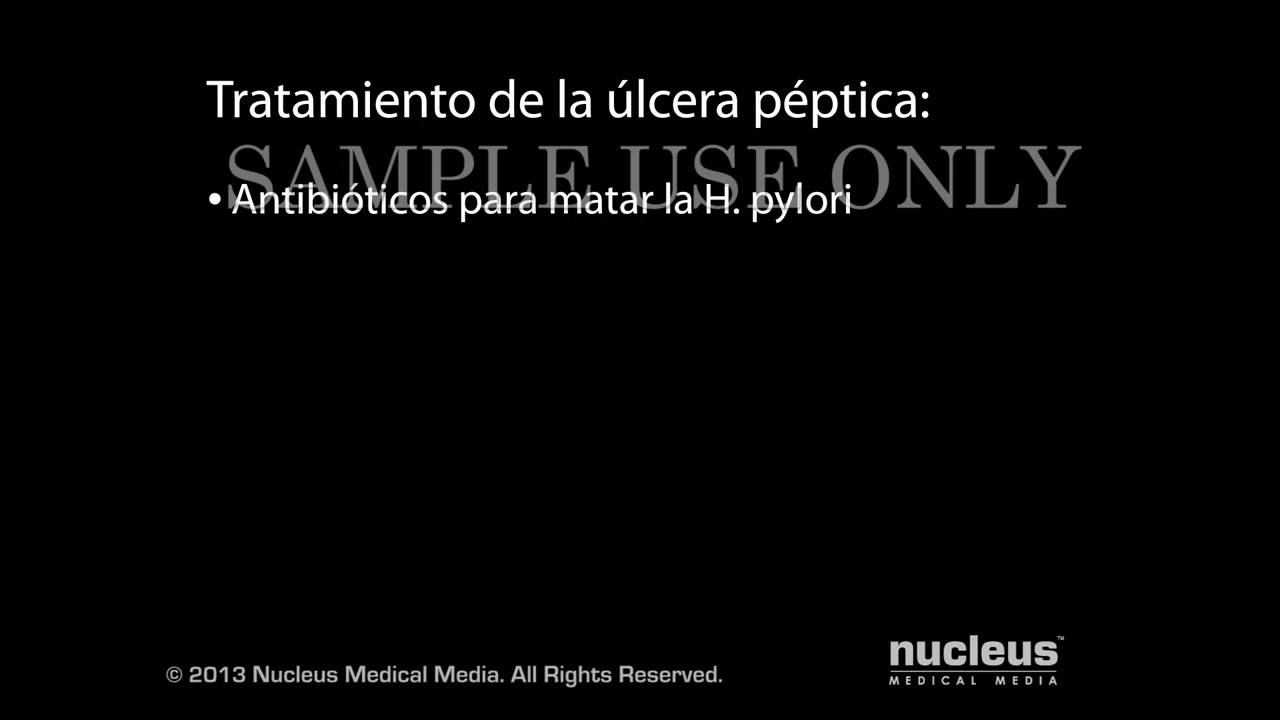 Tratamiento de la úlcera péptica:
SAMPLE USE ONLY
• Antibióticos para matar la H. pylori
nucleus™
MEDICAL MEDIA
© 2013 Nucleus Medical Media. All Rights Reserved.